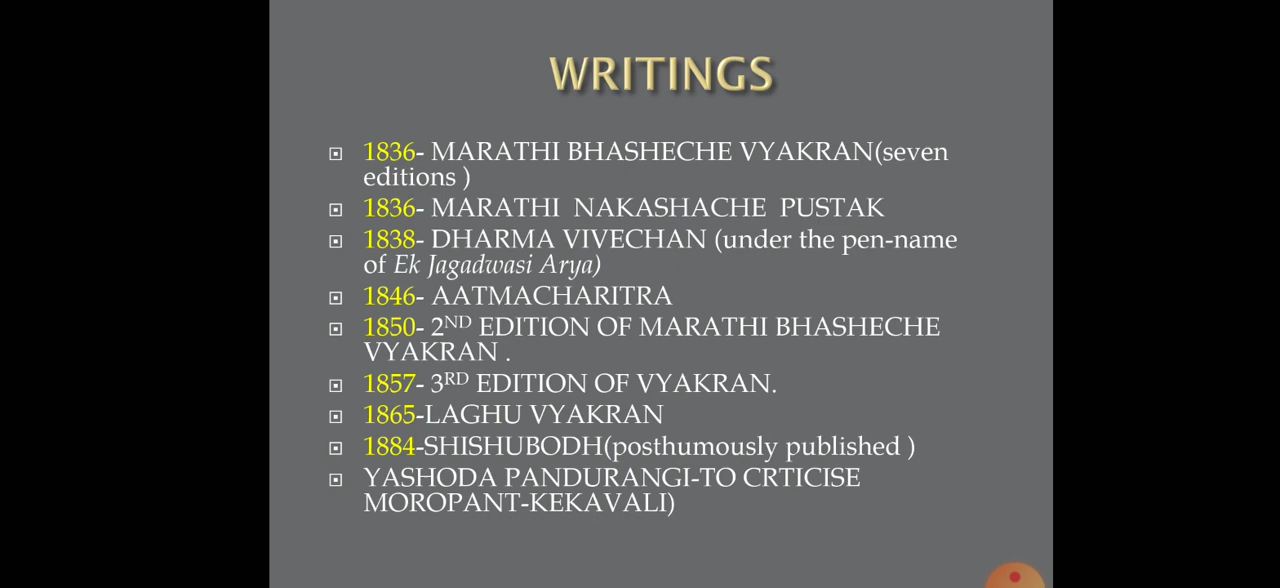 WRITINGS
1836- MARATHI BHASHECHE VYAKRAN(seven
editions )
1836- MARATHI NAKASHACHE PUSTAK
1838- DHARMA VIVECHAN (under the pen-name
of Ek Jagadwasi Arya)
1846- AATMACHARITRA
1850- 2ND EDITION OF MARATHI BHASHECHE
VYAKRAN .
1857- 3RD EDITION OF VYAKRAN.
1865-LAGHU VYAKRAN
1884-SHISHUBODH(posthumously published )
YASHODA PANDURANGI-TO CRTICISE
MOROPANT-KEKAVALI)